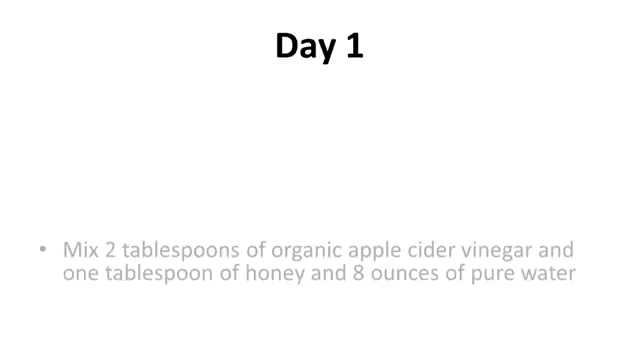 Day 1
• Mix 2 tablespoons of organic apple cider vinegar and
one tablespoon of honey and 8 ounces of pure water